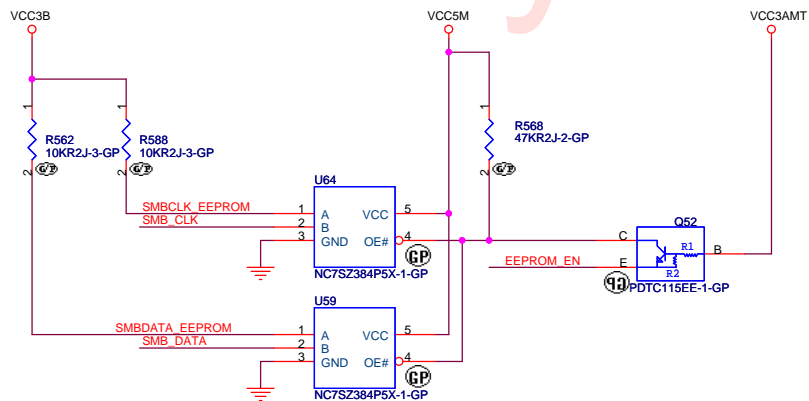 VCC3B
VCC5M
VCC3AMT
1
1
1
R562
10KR2J-3-GP
R588
10KR2J-3-GP
R568
47KR2J-2-GP
2
G/P
2
G/P
2
G/P
U64
SMBCLK_EEPROM
1
A
VCC
5
SMB_CLK
2
B
3
GND
OE#
4
GP
NC7SZ384P5X-1-GP
Q52
C
R1
B
EEPROM_EN
E
R2
GP
PDTC115EE-1-GP
U59
SMBDATA_EEPROM
1
A
VCC
5
SMB_DATA
2
B
3
GND
OE#
4
GP
NC7SZ384P5X-1-GP